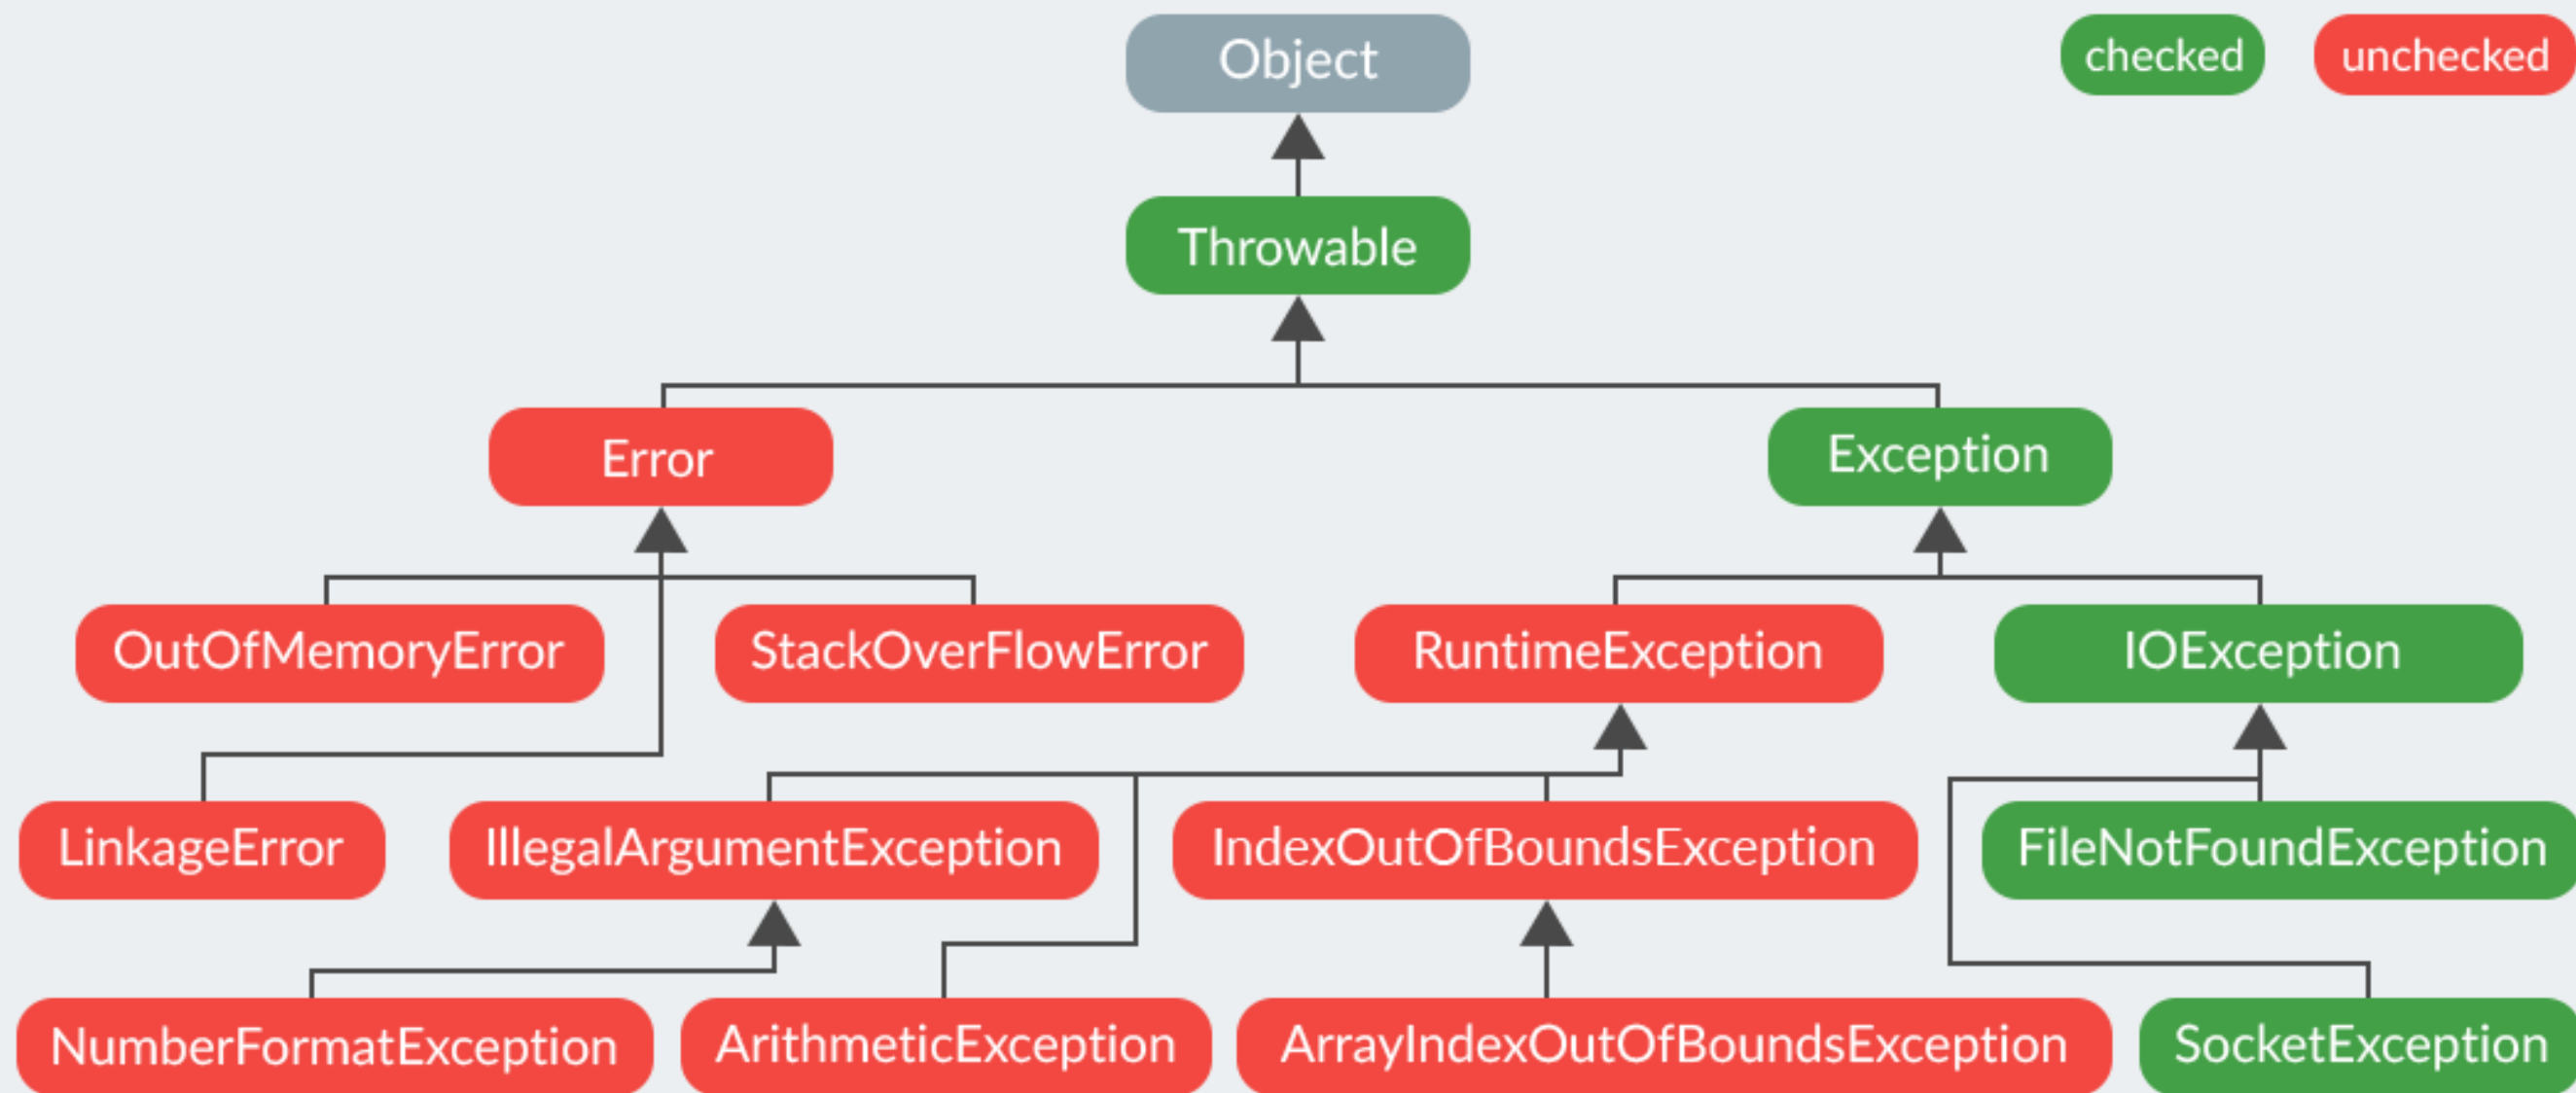 Object
checked
unchecked
Throwable
Error
Exception
OutOfMemoryError
StackOverFlowError
RuntimeException
IOException
LinkageError
IllegalArgumentException
IndexOutOfBoundsException
FileNotFoundException
NumberFormatException
ArithmeticException
ArrayIndexOutOfBoundsException
SocketException